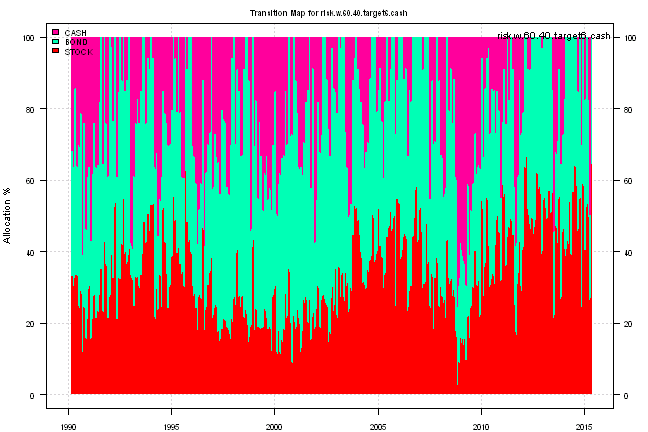 Transition Map for risk.w.60.40.target6.cash
CASH
BOND
STOCK
risk.w.60.40.target6.cash
Allocation %
100
80
60
40
20
0
100
80
60
40
20
0
1990 1995 2000 2005 2010 2015